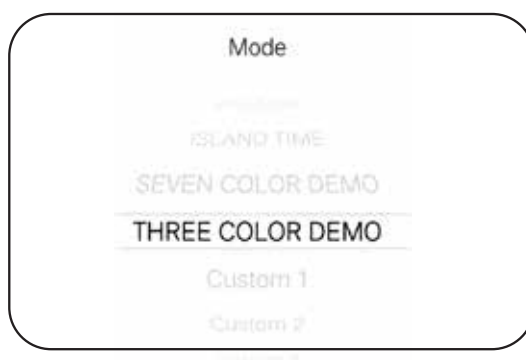 Mode
ISLAND TIME
SEVEN COLOR DEMO
THREE COLOR DEMO
Custom 1
Custom 2